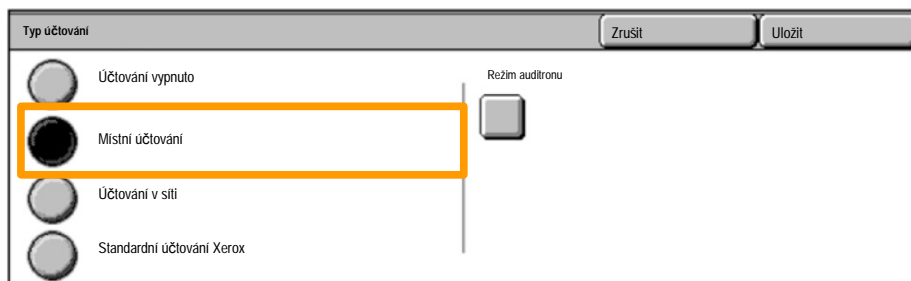 Typ účtování
Zrušit
Uložit
Účtování vypnuto
Režim auditronu
Místní účtování
Účtování v síti
Standardní účtování Xerox